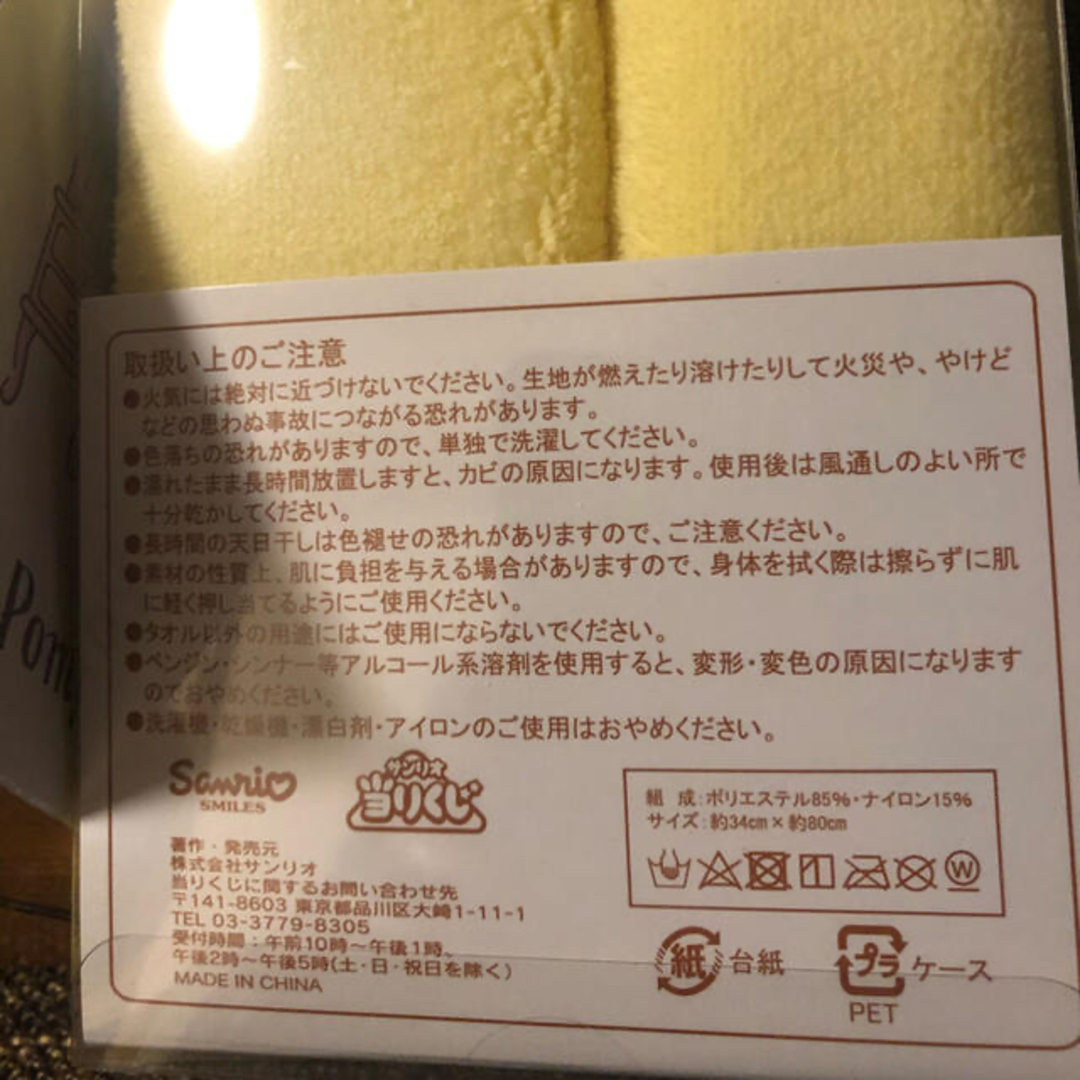 取扱い上のご注意
●火気には絶対に近づけないでください。生地が燃えたり溶けたりして火災や、やけど
などの思わぬ事故につながる恐れがあります。
●色落ちの恐れがありますので、単独で洗濯してください。
●濡れたまま長時間放置しますと、カビの原因になります。使用後は風通しのよい所で
十分乾かしてください。
●長時間の天日干しは色褪せの恐れがありますので、ご注意ください。
●素材の性質上、肌に負担を与える場合がありますので、身体を拭く際は擦らずに肌
に軽く押し当てるようにご使用ください。
●タオル以外の用途にはご使用にならないでください。
●ベンジン・シンナー等アルコール系溶剤を使用すると、変形・変色の原因になります
のでおやめください。
●洗濯機・乾燥機・漂白剤・アイロンのご使用はおやめください。
Sanrio
SMILES
サンリオ
当りくじ
著作・発売元
株式会社サンリオ
当りくじに関するお問い合わせ先
〒141-8603 東京都品川区大崎1-11-1
TEL 03-3779-8305
受付時間:午前10時～午後1時、
午後2時～午後5時(土・日・祝日を除く)
MADE IN CHINA
組 成:ポリエステル85%・ナイロン15%
サイズ:約34cm×約80cm
W
紙 台紙
プラ ケース
PET
Pom